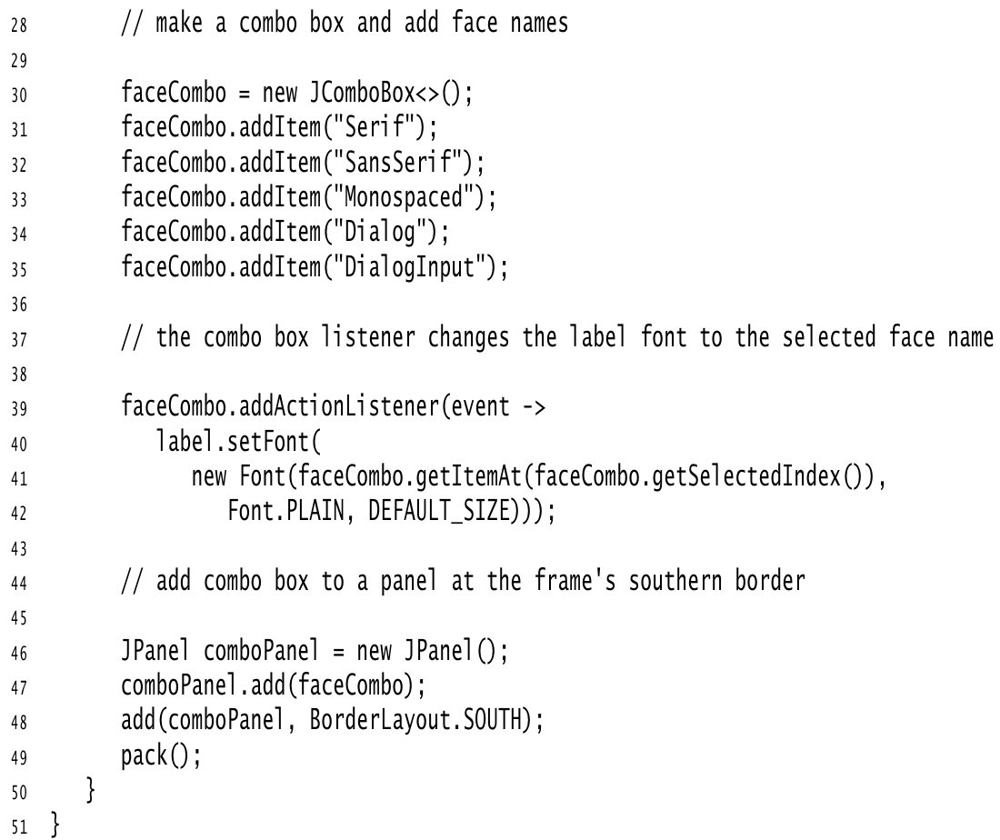 28        // make a combo box and add face names
29
30        faceCombo = new JComboBox<>();
31        faceCombo.addItem("Serif");
32        faceCombo.addItem("SansSerif");
33        faceCombo.addItem("Monospaced");
34        faceCombo.addItem("Dialog");
35        faceCombo.addItem("DialogInput");
36
37        // the combo box listener changes the label font to the selected face name
38
39        faceCombo.addActionListener(event ->
40           label.setFont(
41              new Font(faceCombo.getItemAt(faceCombo.getSelectedIndex()),
42                 Font.PLAIN, DEFAULT_SIZE)));
43
44        // add combo box to a panel at the frame's southern border
45
46        JPanel comboPanel = new JPanel();
47        comboPanel.add(faceCombo);
48        add(comboPanel, BorderLayout.SOUTH);
49        pack();
50     }
51  }